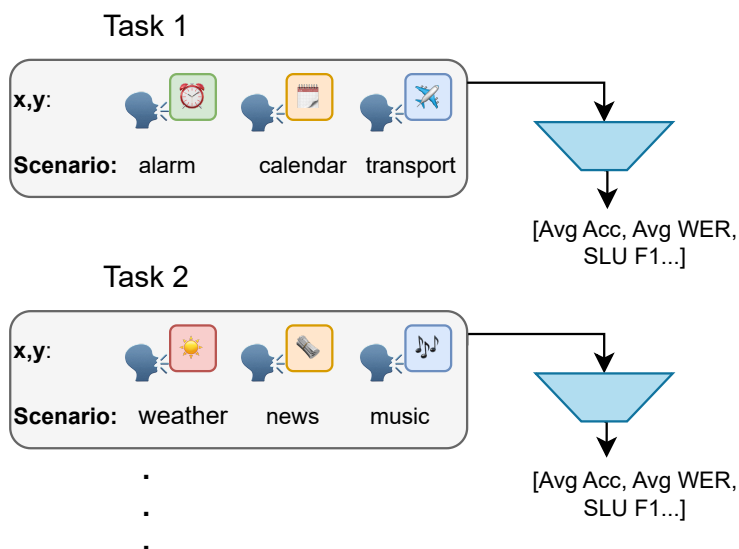 Task 1
x,y:
Scenario: alarm calendar transport
[Avg Acc, Avg WER,
SLU F1...]
Task 2
x,y:
Scenario: weather news music
[Avg Acc, Avg WER,
SLU F1...]
.
.
.